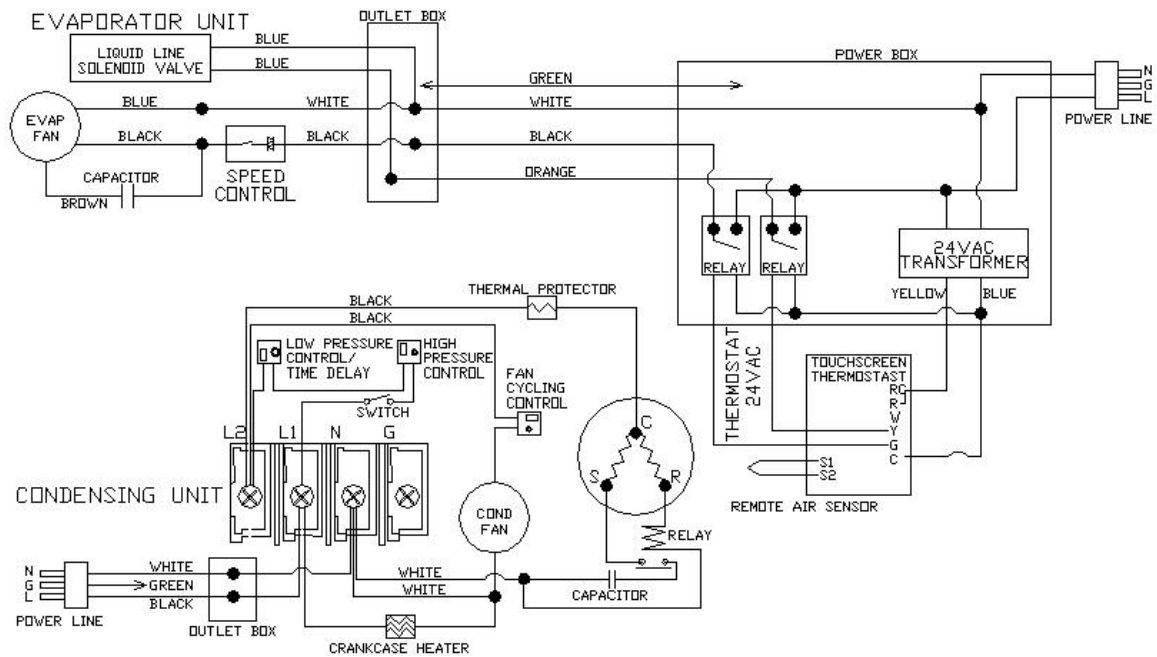 EVAPORATOR UNIT
OUTLET BOX
BLUE
LIQUID LINE
SOLENOID VALVE
BLUE
POWER BOX
GREEN
N
G
L
POWER LINE
BLUE
WHITE
WHITE
EVAP
FAN
BLACK
BLACK
BLACK
SPEED
CONTROL
CAPACITOR
BROWN
ORANGE
RELAY
RELAY
24VAC
TRANSFORMER
YELLOW
BLUE
THERMOSTAT
24VAC
TOUCHSCREEN
THERMOSTAST
RC
R
W
Y
G
C
S1
S2
REMOTE AIR SENSOR
BLACK
THERMAL PROTECTOR
BLACK
LOW PRESSURE
CONTROL/
TIME DELAY
HIGH
PRESSURE
CONTROL
FAN
CYCLING
CONTROL
SWITCH
L2
L1
N
G
C
S
R
CONDENSING UNIT
COND
FAN
RELAY
N
G
L
POWER LINE
WHITE
GREEN
BLACK
OUTLET BOX
WHITE
WHITE
CAPACITOR
CRANKCASE HEATER